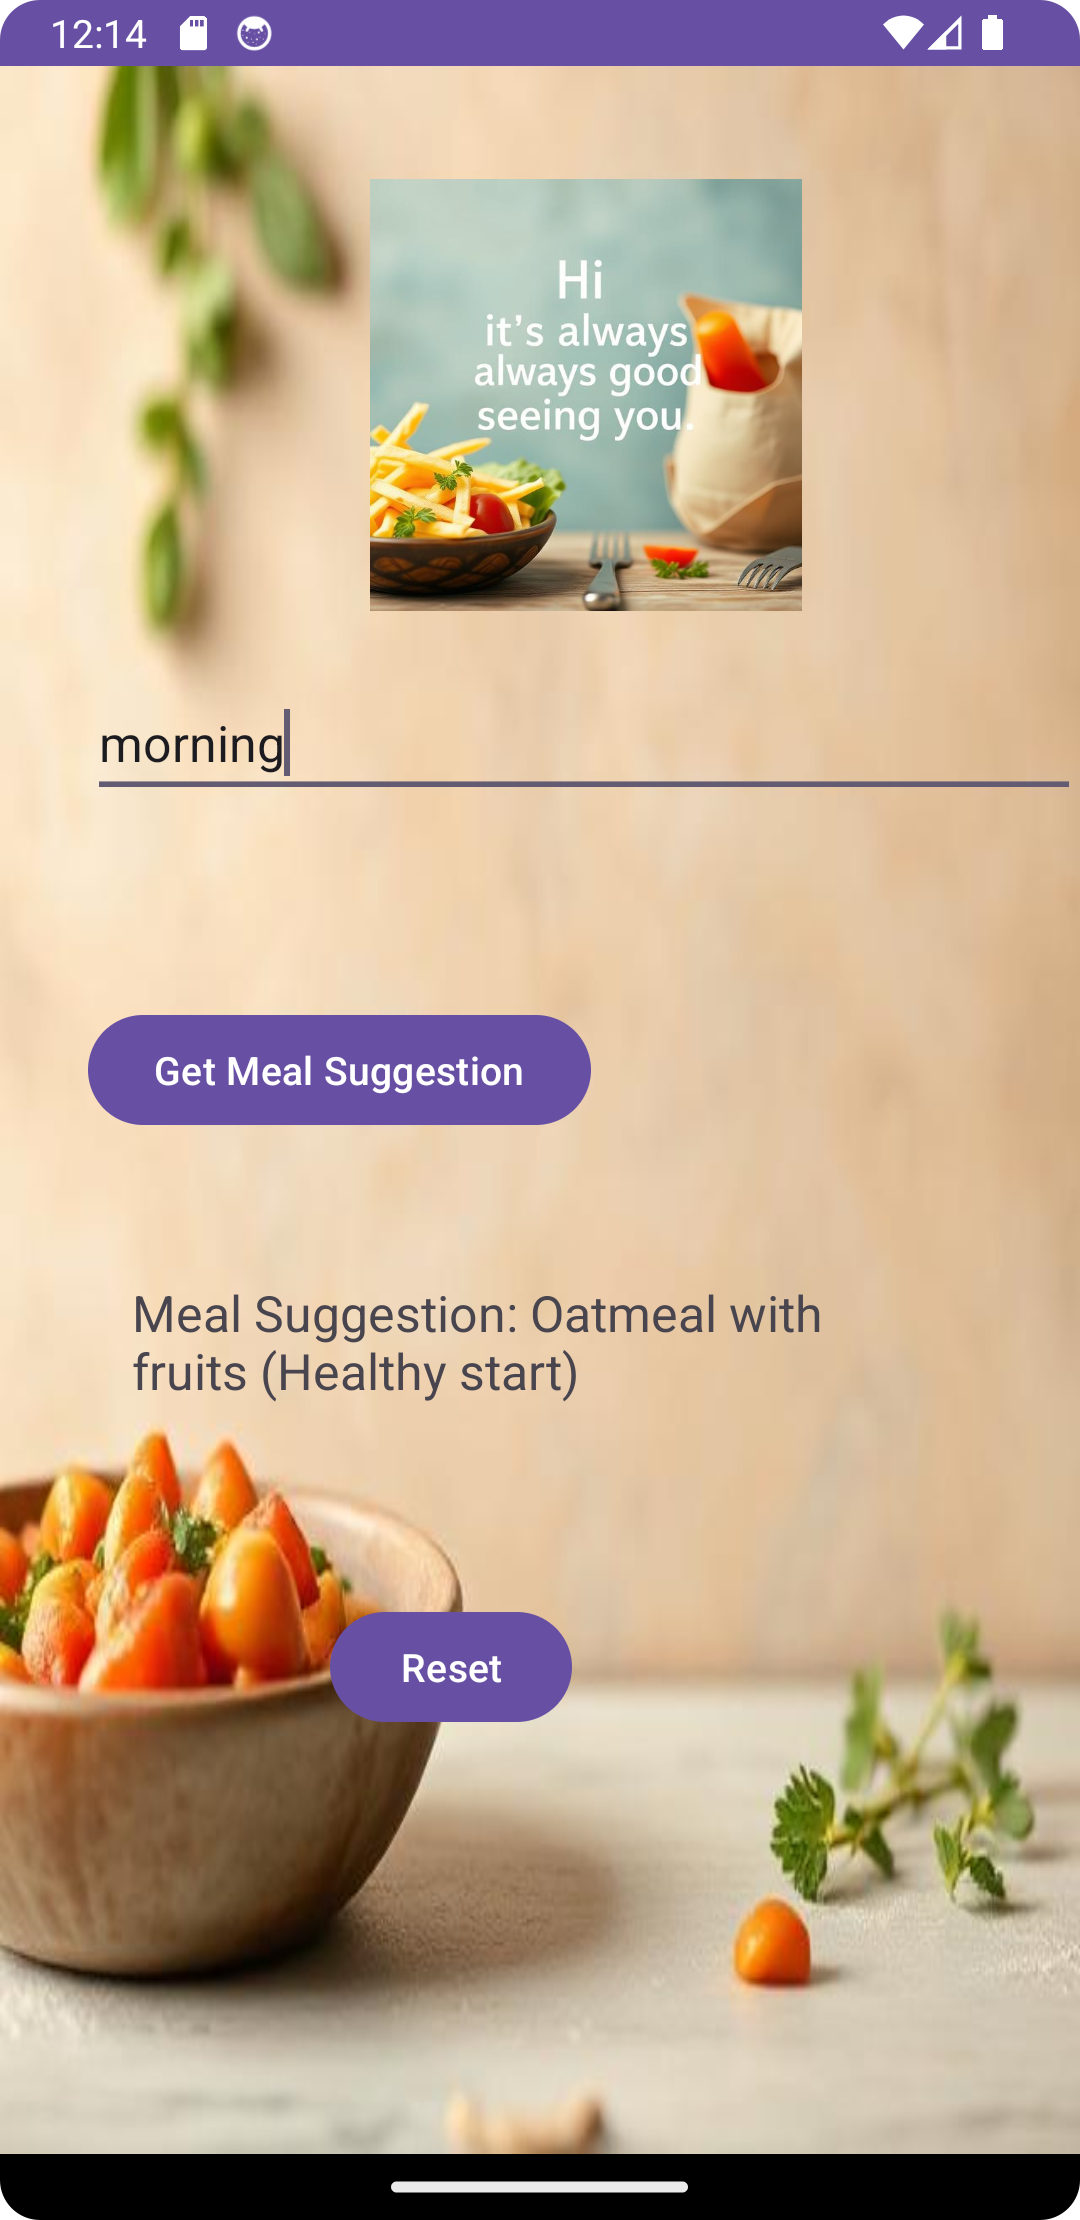 12:14
Hi
it's always
always good
seeing you.
morning
Get Meal Suggestion
Meal Suggestion: Oatmeal with
fruits (Healthy start)
Reset